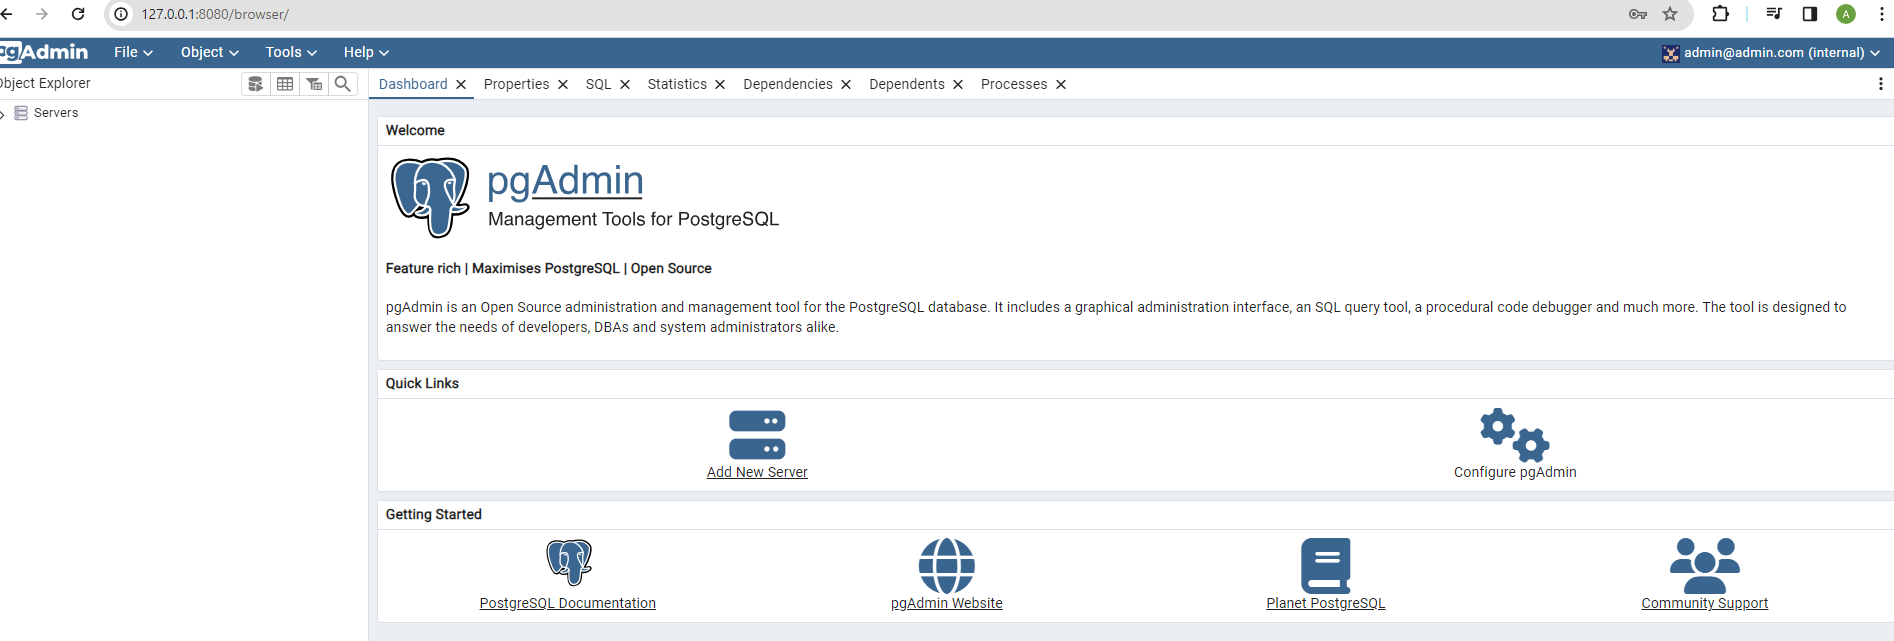 127.0.0.1:8080/browser/
A
pgAdmin File Object Tools Help admin@admin.com (internal)
Object Explorer
Dashboard Properties SQL Statistics Dependencies Dependents Processes
Servers
Welcome
pgAdmin
Management Tools for PostgreSQL
Feature rich | Maximises PostgreSQL | Open Source
pgAdmin is an Open Source administration and management tool for the PostgreSQL database. It includes a graphical administration interface, an SQL query tool, a procedural code debugger and much more. The tool is designed to
answer the needs of developers, DBAs and system administrators alike.
Quick Links
Add New Server Configure pgAdmin
Getting Started
PostgreSQL Documentation pgAdmin Website Planet PostgreSQL Community Support